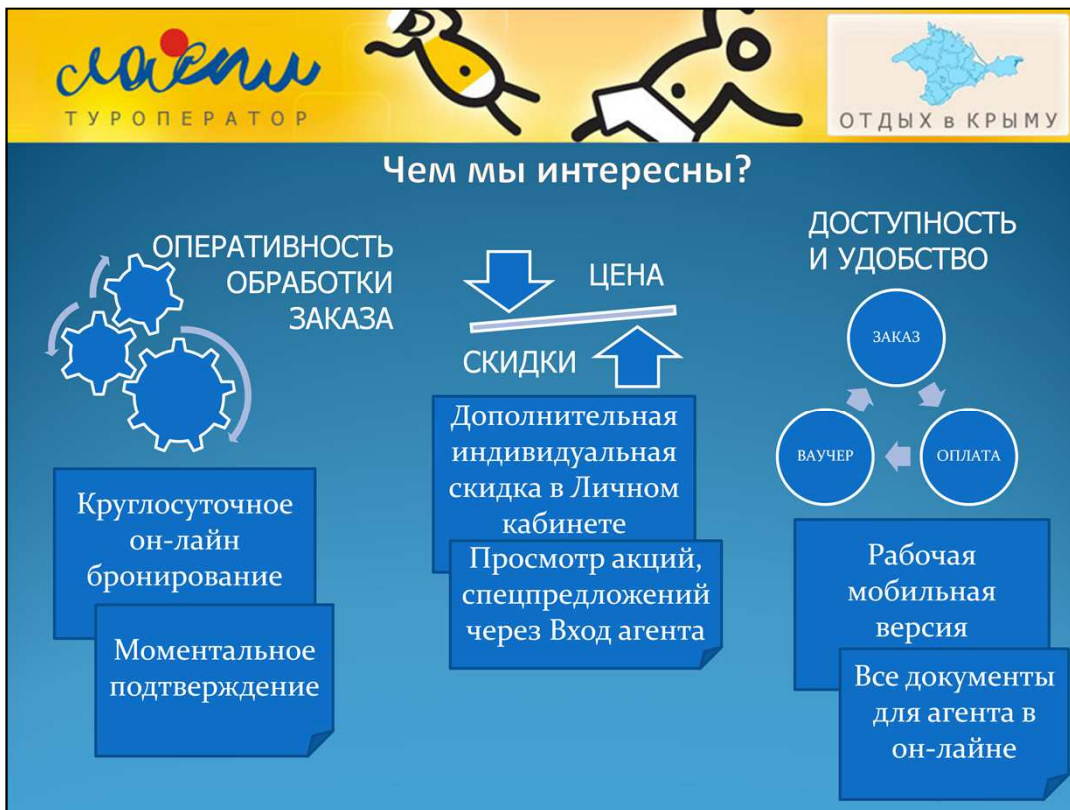 Ласпи
ТУРОПЕРАТОР
ОТДЫХ в КРЫМУ
Чем мы интересны?
ОПЕРАТИВНОСТЬ
ОБРАБОТКИ
ЗАКАЗА
Круглосуточное
он-лайн
бронирование
Моментальное
подтверждение
ЦЕНА
СКИДКИ
Дополнительная
индивидуальная
скидка в Личном
кабинете
Просмотр акций,
спецпредложений
через Вход агента
ДОСТУПНОСТЬ
И УДОБСТВО
ЗАКАЗ
ВАУЧЕР
ОПЛАТА
Рабочая
мобильная
версия
Все документы
для агента в
он-лайне